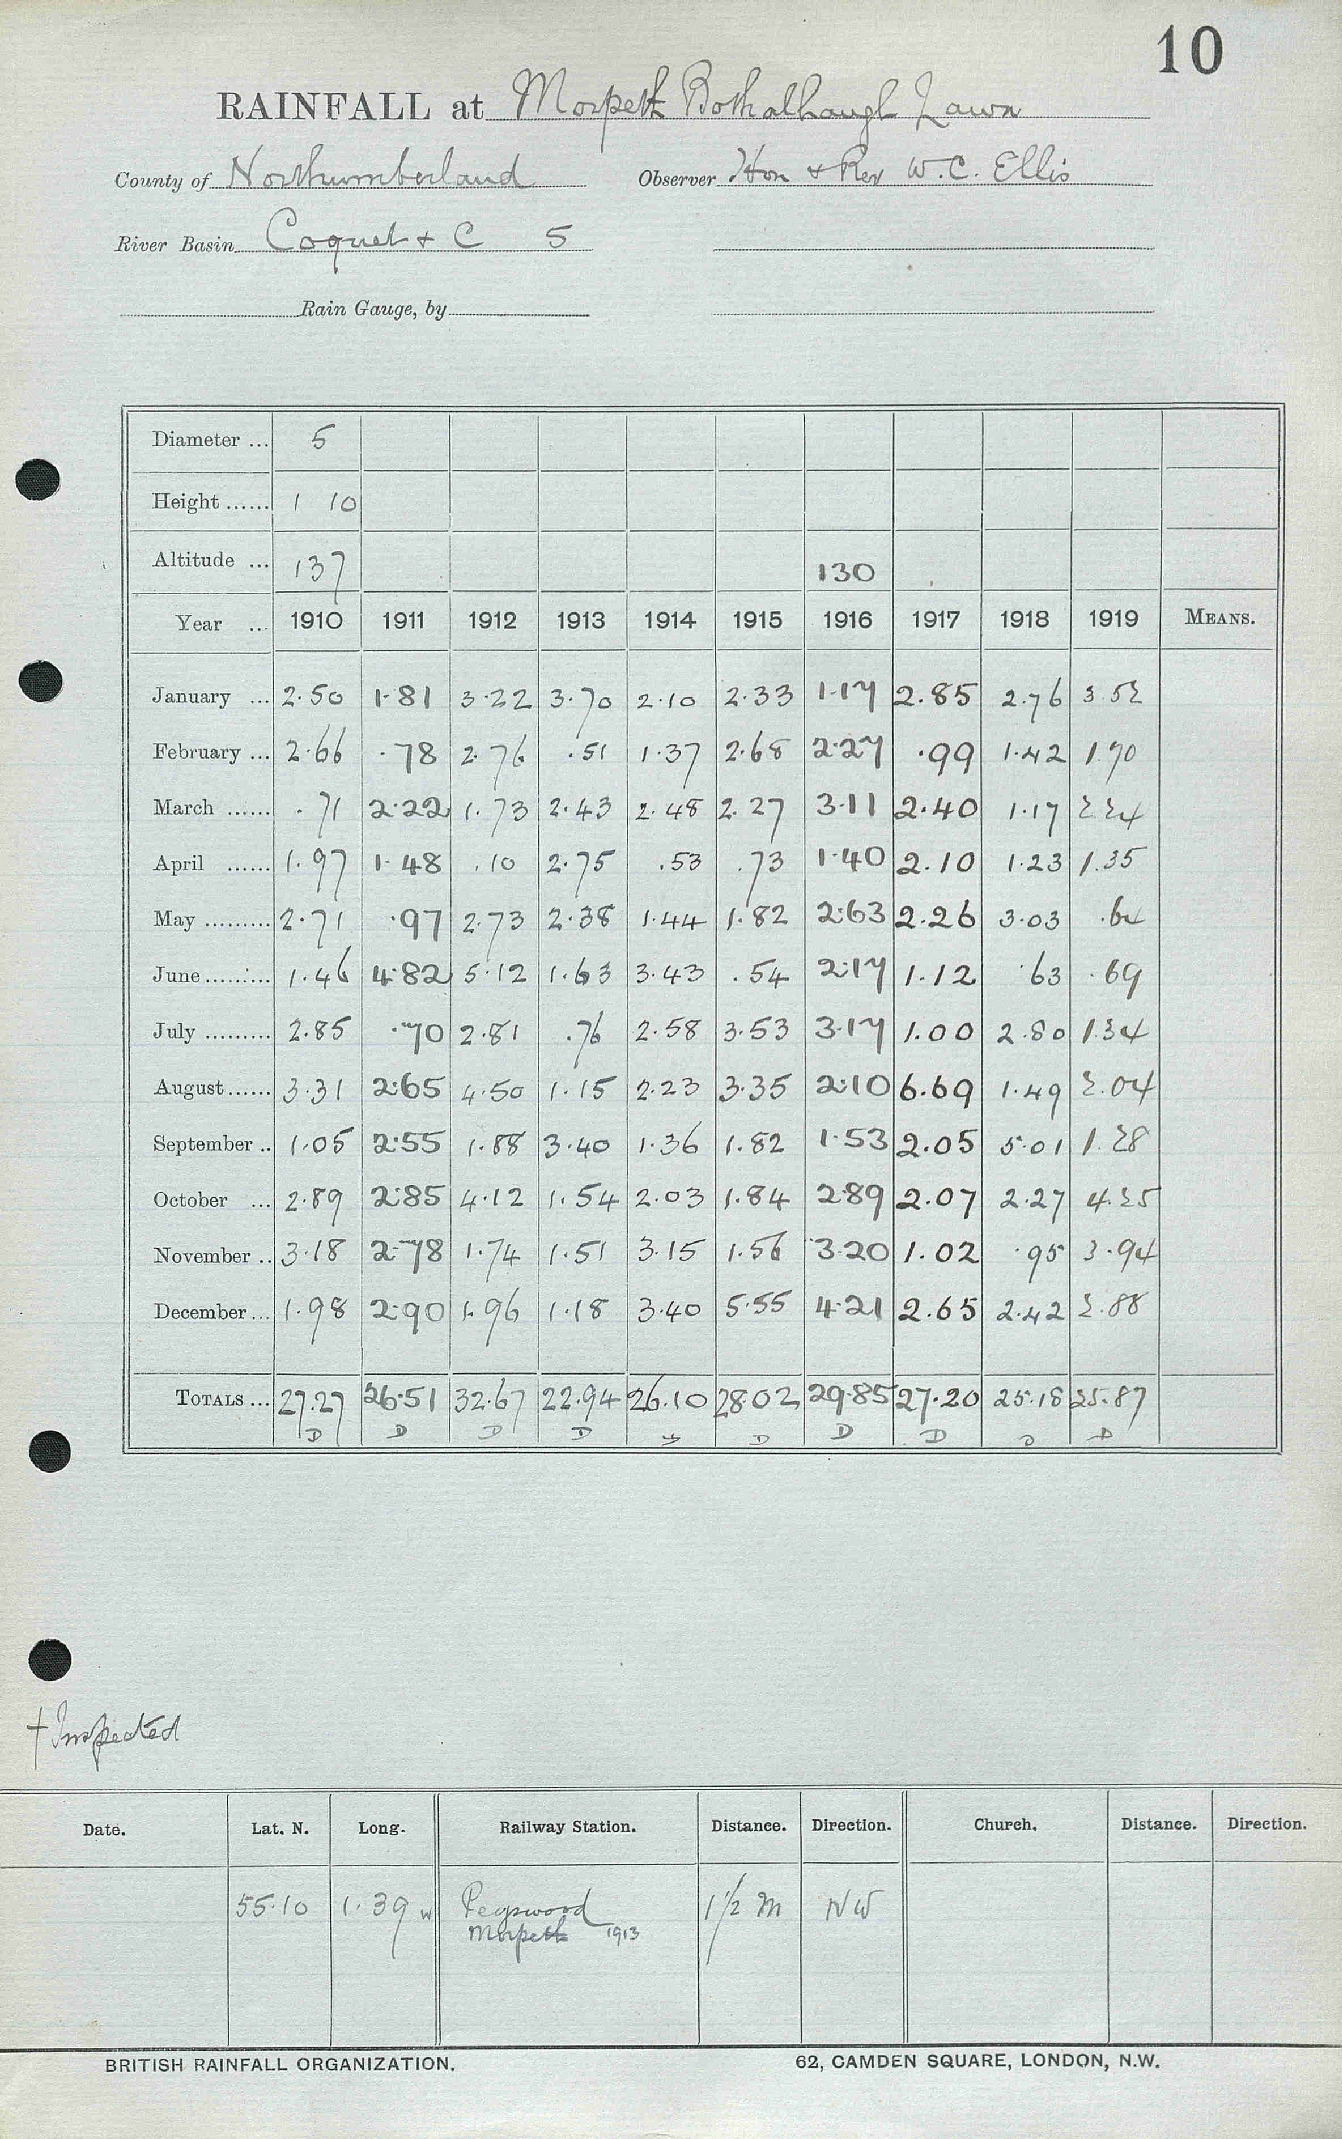 10
RAINFALL at Morpeth Bothalhaugh Lawn
County of Northumberland Observer Hon & Rev W.C. Ellis
River Basin Coquet & C 5
Rain Gauge, by
Diameter ... 5
Height ...... 1 10
Altitude ... 137 130
Year ... 1910 1911 1912 1913 1914 1915 1916 1917 1918 1919 MEANS.
January ... 2.50 1.81 3.22 3.70 2.10 2.33 1.17 2.85 2.76 3.52
February ... 2.66 .78 2.76 .51 1.37 2.68 2.27 .99 1.42 1.70
March ...... .71 2.22 1.73 2.43 2.48 2.27 3.11 2.40 1.17 2.24
April ...... 1.97 1.48 .10 2.75 .53 .73 1.40 2.10 1.23 1.35
May ......... 2.71 .97 2.73 2.38 1.44 1.82 2.63 2.26 3.03 .64
June ......... 1.46 4.82 5.12 1.63 3.43 .54 2.17 1.12 .63 .69
July ......... 2.85 .70 2.81 .76 2.58 3.53 3.17 1.00 2.80 1.34
August ...... 3.31 2.65 4.50 1.15 2.23 3.35 2.10 6.69 1.49 2.04
September .. 1.05 2.55 1.88 3.40 1.36 1.82 1.53 2.05 5.01 1.28
October ... 2.89 2.85 4.12 1.54 2.03 1.84 2.89 2.07 2.27 4.25
November .. 3.18 2.78 1.74 1.51 3.15 1.56 3.20 1.02 .95 3.94
December ... 1.98 2.90 1.96 1.18 3.40 5.55 4.21 2.65 2.42 2.88
TOTALS ... 27.27 26.51 32.67 22.94 26.10 28.02 29.85 27.20 25.18 25.87
D D D D D D D D D
† Inspected
Date. Lat. N. Long. Railway Station. Distance. Direction. Church. Distance. Direction.
55.10 1.39 W Pegswood 1½ m NW
Morpeth 1913
BRITISH RAINFALL ORGANIZATION. 62, CAMDEN SQUARE, LONDON, N.W.